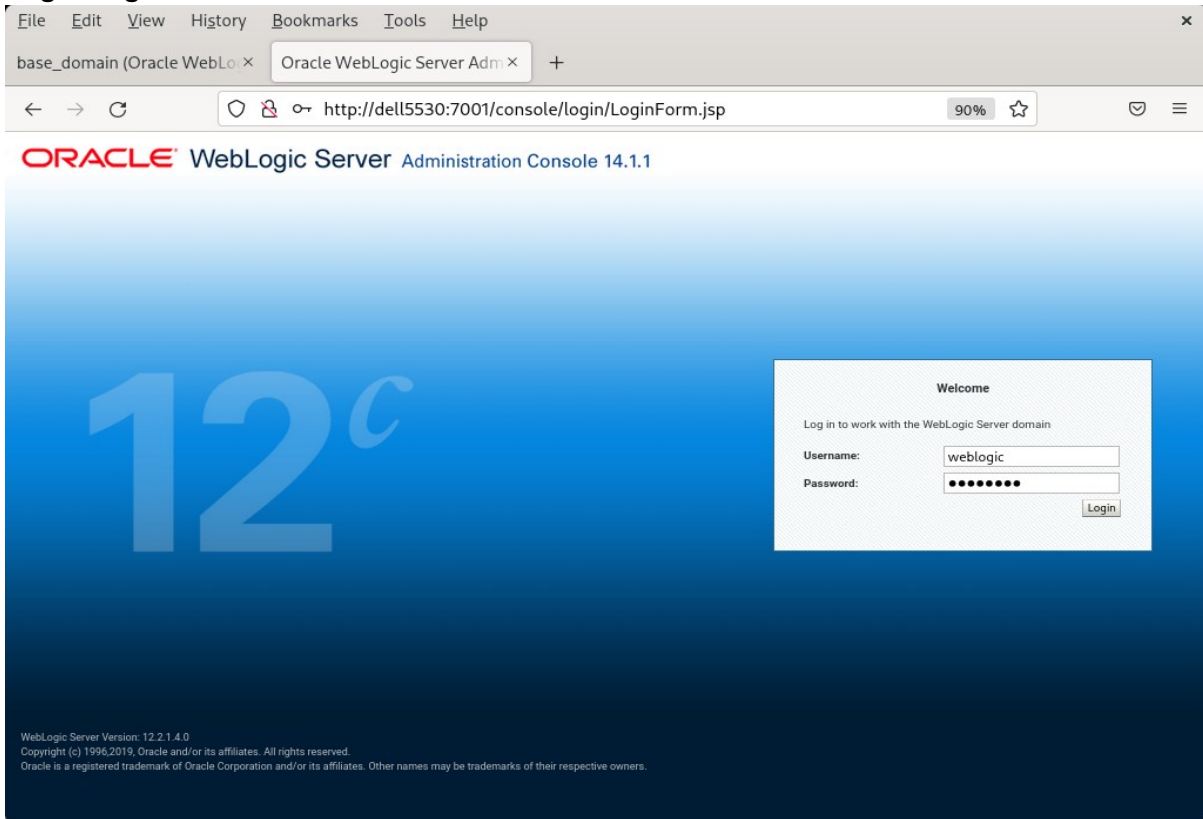 File Edit View History Bookmarks Tools Help ×
base_domain (Oracle WebLo × Oracle WebLogic Server Adm × +
http://dell5530:7001/console/login/LoginForm.jsp 90%
ORACLE WebLogic Server Administration Console 14.1.1
12c
Welcome
Log in to work with the WebLogic Server domain
Username: weblogic
Password: ●●●●●●●●
Login
WebLogic Server Version: 12.2.1.4.0
Copyright (c) 1996,2019, Oracle and/or its affiliates. All rights reserved.
Oracle is a registered trademark of Oracle Corporation and/or its affiliates. Other names may be trademarks of their respective owners.